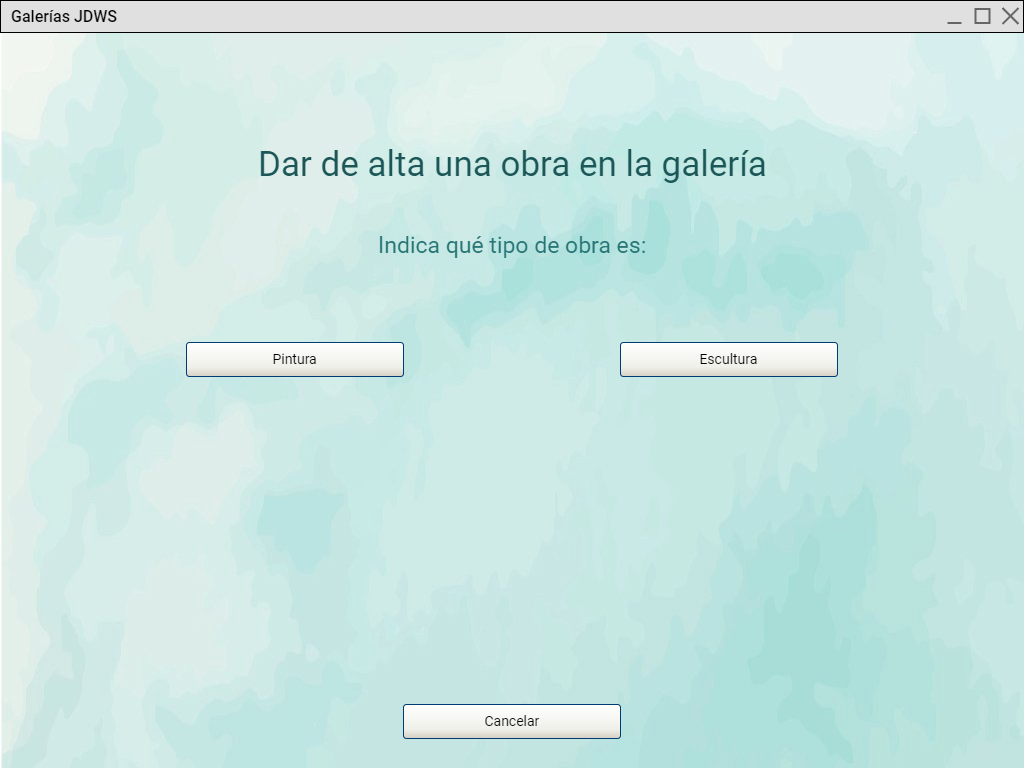 Galerías JDWS
Dar de alta una obra en la galería
Indica qué tipo de obra es:
Pintura
Escultura
Cancelar